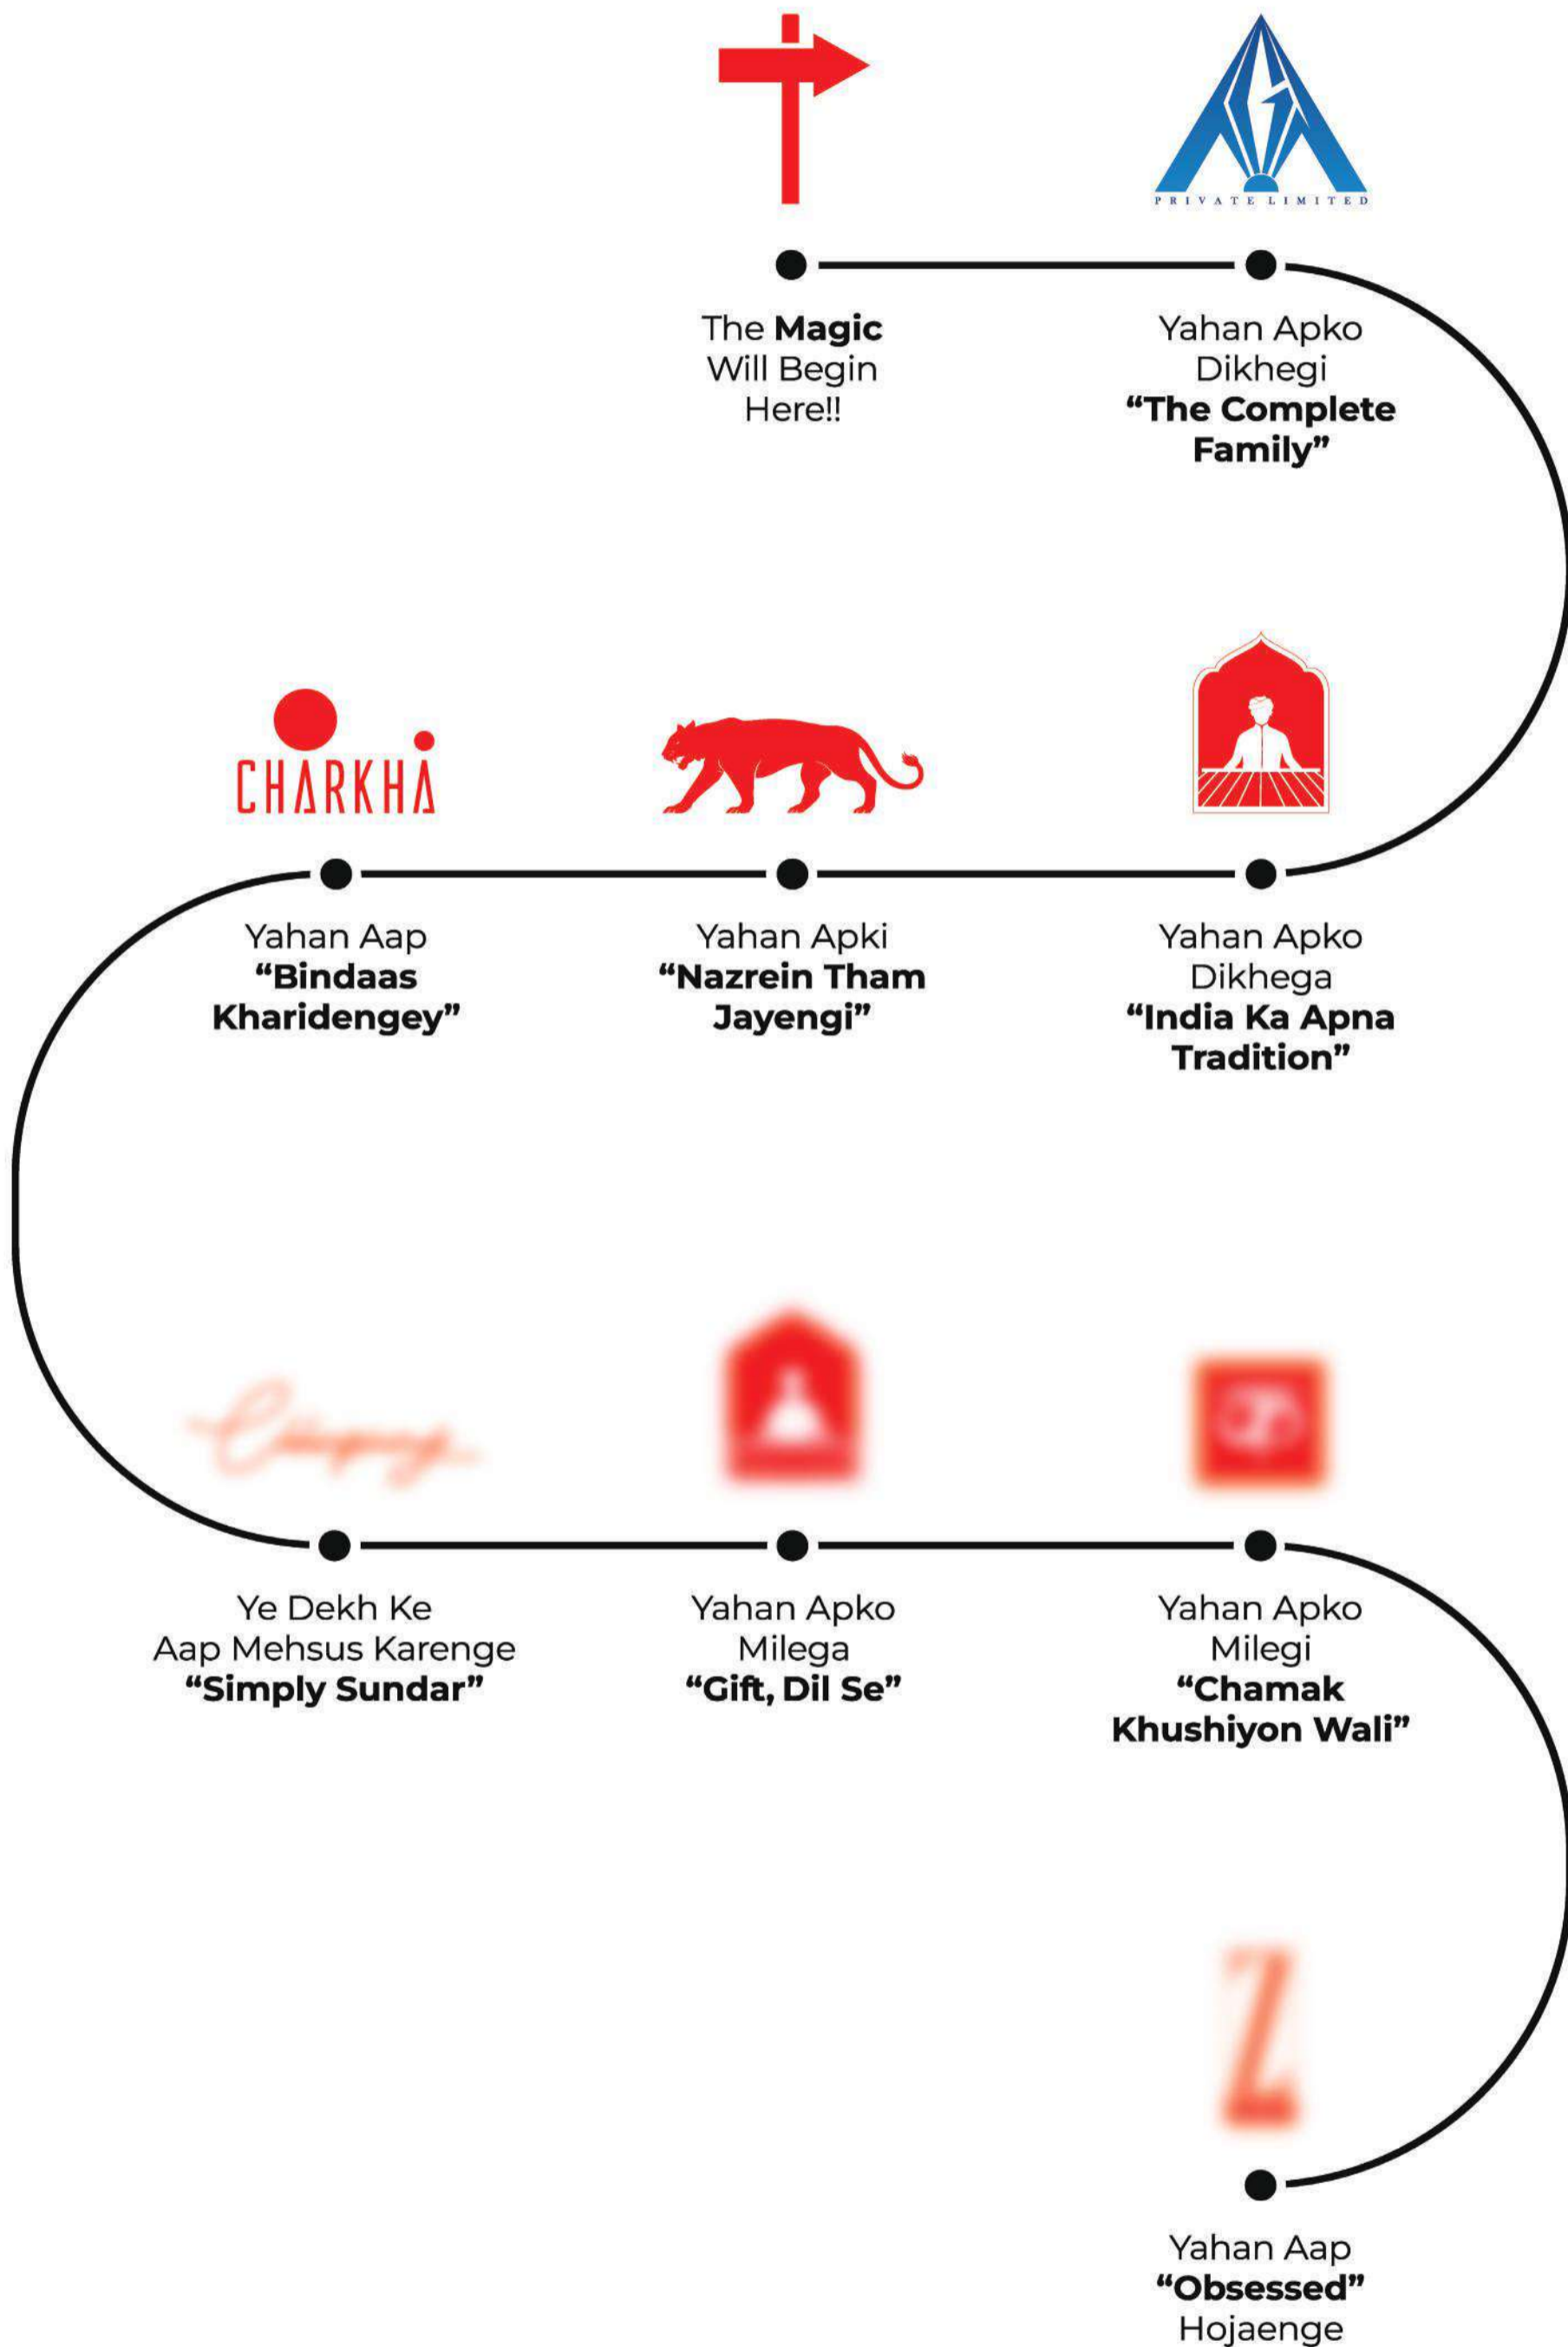 PRIVATE LIMITED
The Magic
Will Begin
Here!!
Yahan Apko
Dikhegi
“The Complete
Family”
CHARKHA
Yahan Aap
“Bindaas
Kharidengey”
Yahan Apki
“Nazrein Tham
Jayengi”
Yahan Apko
Dikhega
“India Ka Apna
Tradition”
Ye Dekh Ke
Aap Mehsus Karenge
“Simply Sundar”
Yahan Apko
Milega
“Gift, Dil Se”
Yahan Apko
Milegi
“Chamak
Khushiyon Wali”
Z
Yahan Aap
“Obsessed”
Hojaenge